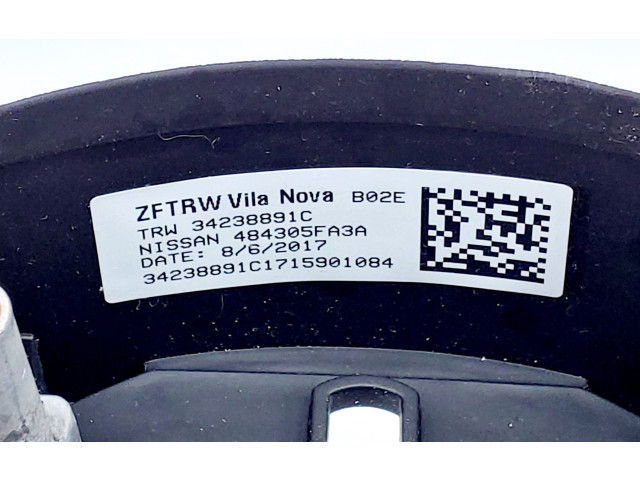 ZFTRW Vila Nova B02E
TRW 34238891C
NISSAN 484305FA3A
DATE: 8/6/2017
34238891C1715901084